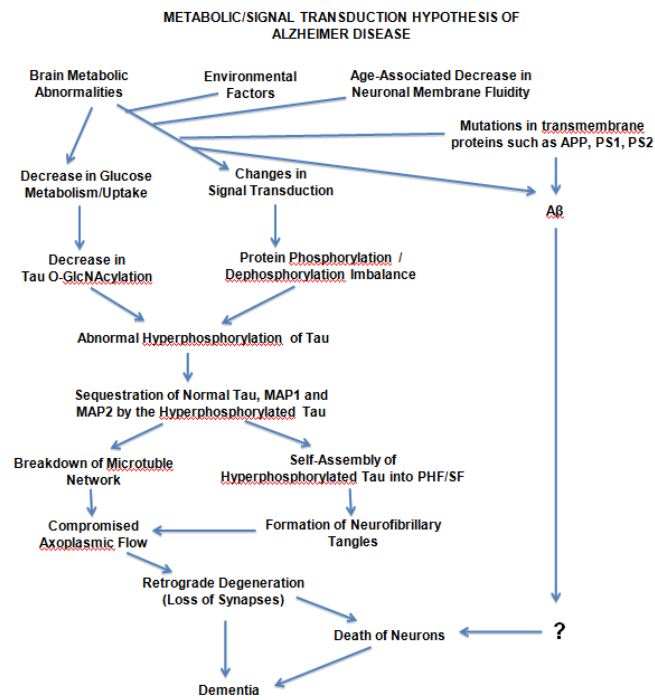 METABOLIC/SIGNAL TRANSDUCTION HYPOTHESIS OF
ALZHEIMER DISEASE
Brain Metabolic
Abnormalities
Environmental
Factors
Age-Associated Decrease in
Neuronal Membrane Fluidity
Mutations in transmembrane
proteins such as APP, PS1, PS2
Decrease in Glucose
Metabolism/Uptake
Changes in
Signal Transduction
Aβ
Decrease in
Tau O-GlcNAcylation
Protein Phosphorylation /
Dephosphorylation Imbalance
Abnormal Hyperphosphorylation of Tau
Sequestration of Normal Tau, MAP1 and
MAP2 by the Hyperphosphorylated Tau
Breakdown of Microtuble
Network
Self-Assembly of
Hyperphosphorylated Tau into PHF/SF
Compromised
Axoplasmic Flow
Formation of Neurofibrillary
Tangles
Retrograde Degeneration
(Loss of Synapses)
Death of Neurons
?
Dementia